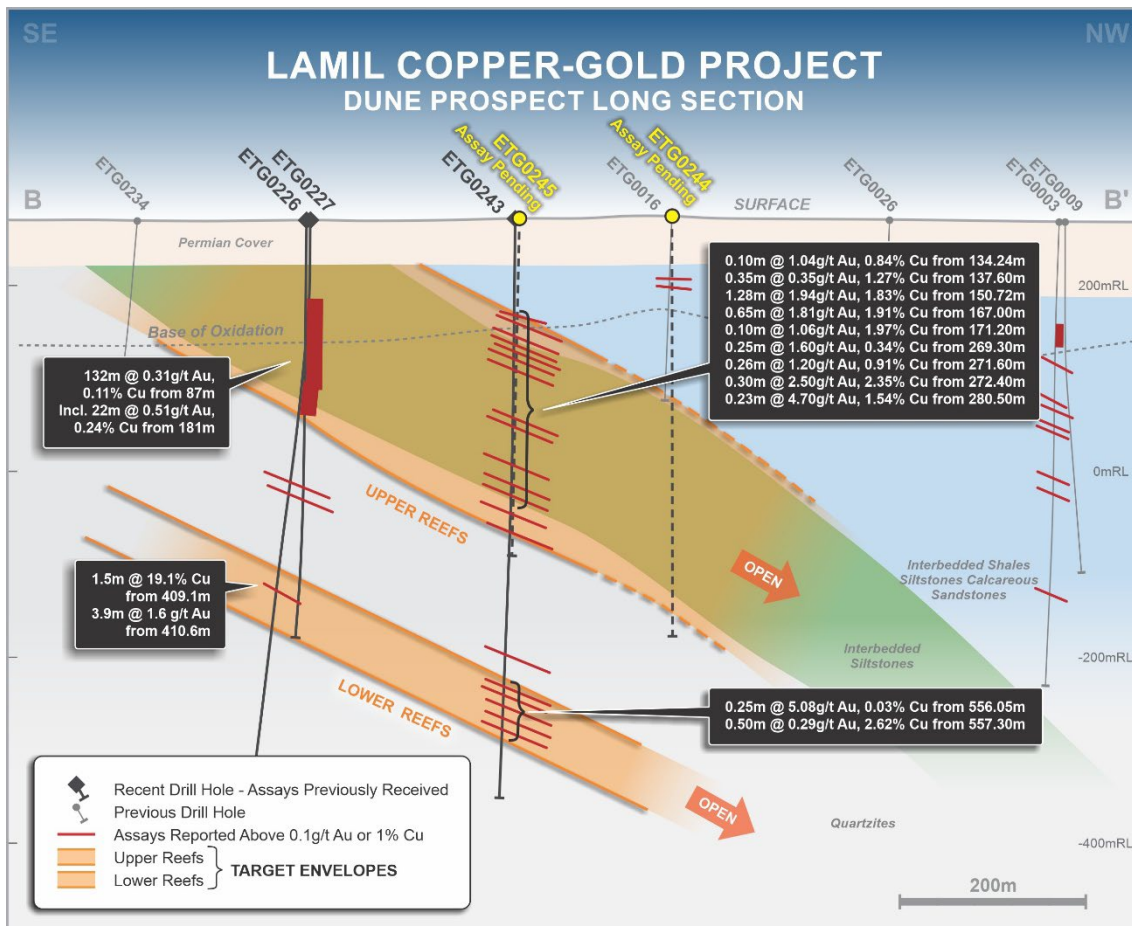 SE
NW
LAMIL COPPER-GOLD PROJECT
DUNE PROSPECT LONG SECTION
B
B'
ETG0234
ETG0226
ETG0227
ETG0243
ETG0245
Assay Pending
ETG0016
ETG0244
Assay Pending
SURFACE
ETG0026
ETG0003
ETG0009
Permian Cover
200mRL
Base of Oxidation
0.10m @ 1.04g/t Au, 0.84% Cu from 134.24m
0.35m @ 0.35g/t Au, 1.27% Cu from 137.60m
1.28m @ 1.94g/t Au, 1.83% Cu from 150.72m
0.65m @ 1.81g/t Au, 1.91% Cu from 167.00m
0.10m @ 1.06g/t Au, 1.97% Cu from 171.20m
0.25m @ 1.60g/t Au, 0.34% Cu from 269.30m
0.26m @ 1.20g/t Au, 0.91% Cu from 271.60m
0.30m @ 2.50g/t Au, 2.35% Cu from 272.40m
0.23m @ 4.70g/t Au, 1.54% Cu from 280.50m
132m @ 0.31g/t Au,
0.11% Cu from 87m
Incl. 22m @ 0.51g/t Au,
0.24% Cu from 181m
0mRL
UPPER REEFS
OPEN
Interbedded Shales
Siltstones Calcareous
Sandstones
1.5m @ 19.1% Cu
from 409.1m
3.9m @ 1.6 g/t Au
from 410.6m
Interbedded
Siltstones
-200mRL
LOWER REEFS
0.25m @ 5.08g/t Au, 0.03% Cu from 556.05m
0.50m @ 0.29g/t Au, 2.62% Cu from 557.30m
OPEN
Quartzites
-400mRL
Recent Drill Hole - Assays Previously Received
Previous Drill Hole
Assays Reported Above 0.1g/t Au or 1% Cu
Upper Reefs
Lower Reefs
TARGET ENVELOPES
200m